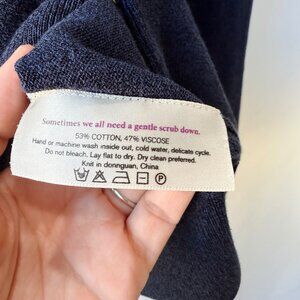 Sometimes we all need a gentle scrub down.
53% COTTON, 47% VISCOSE
Hand or machine wash inside out, cold water, delicate cycle.
Do not bleach. Lay flat to dry. Dry clean preferred.
Knit in donnguan, China
P